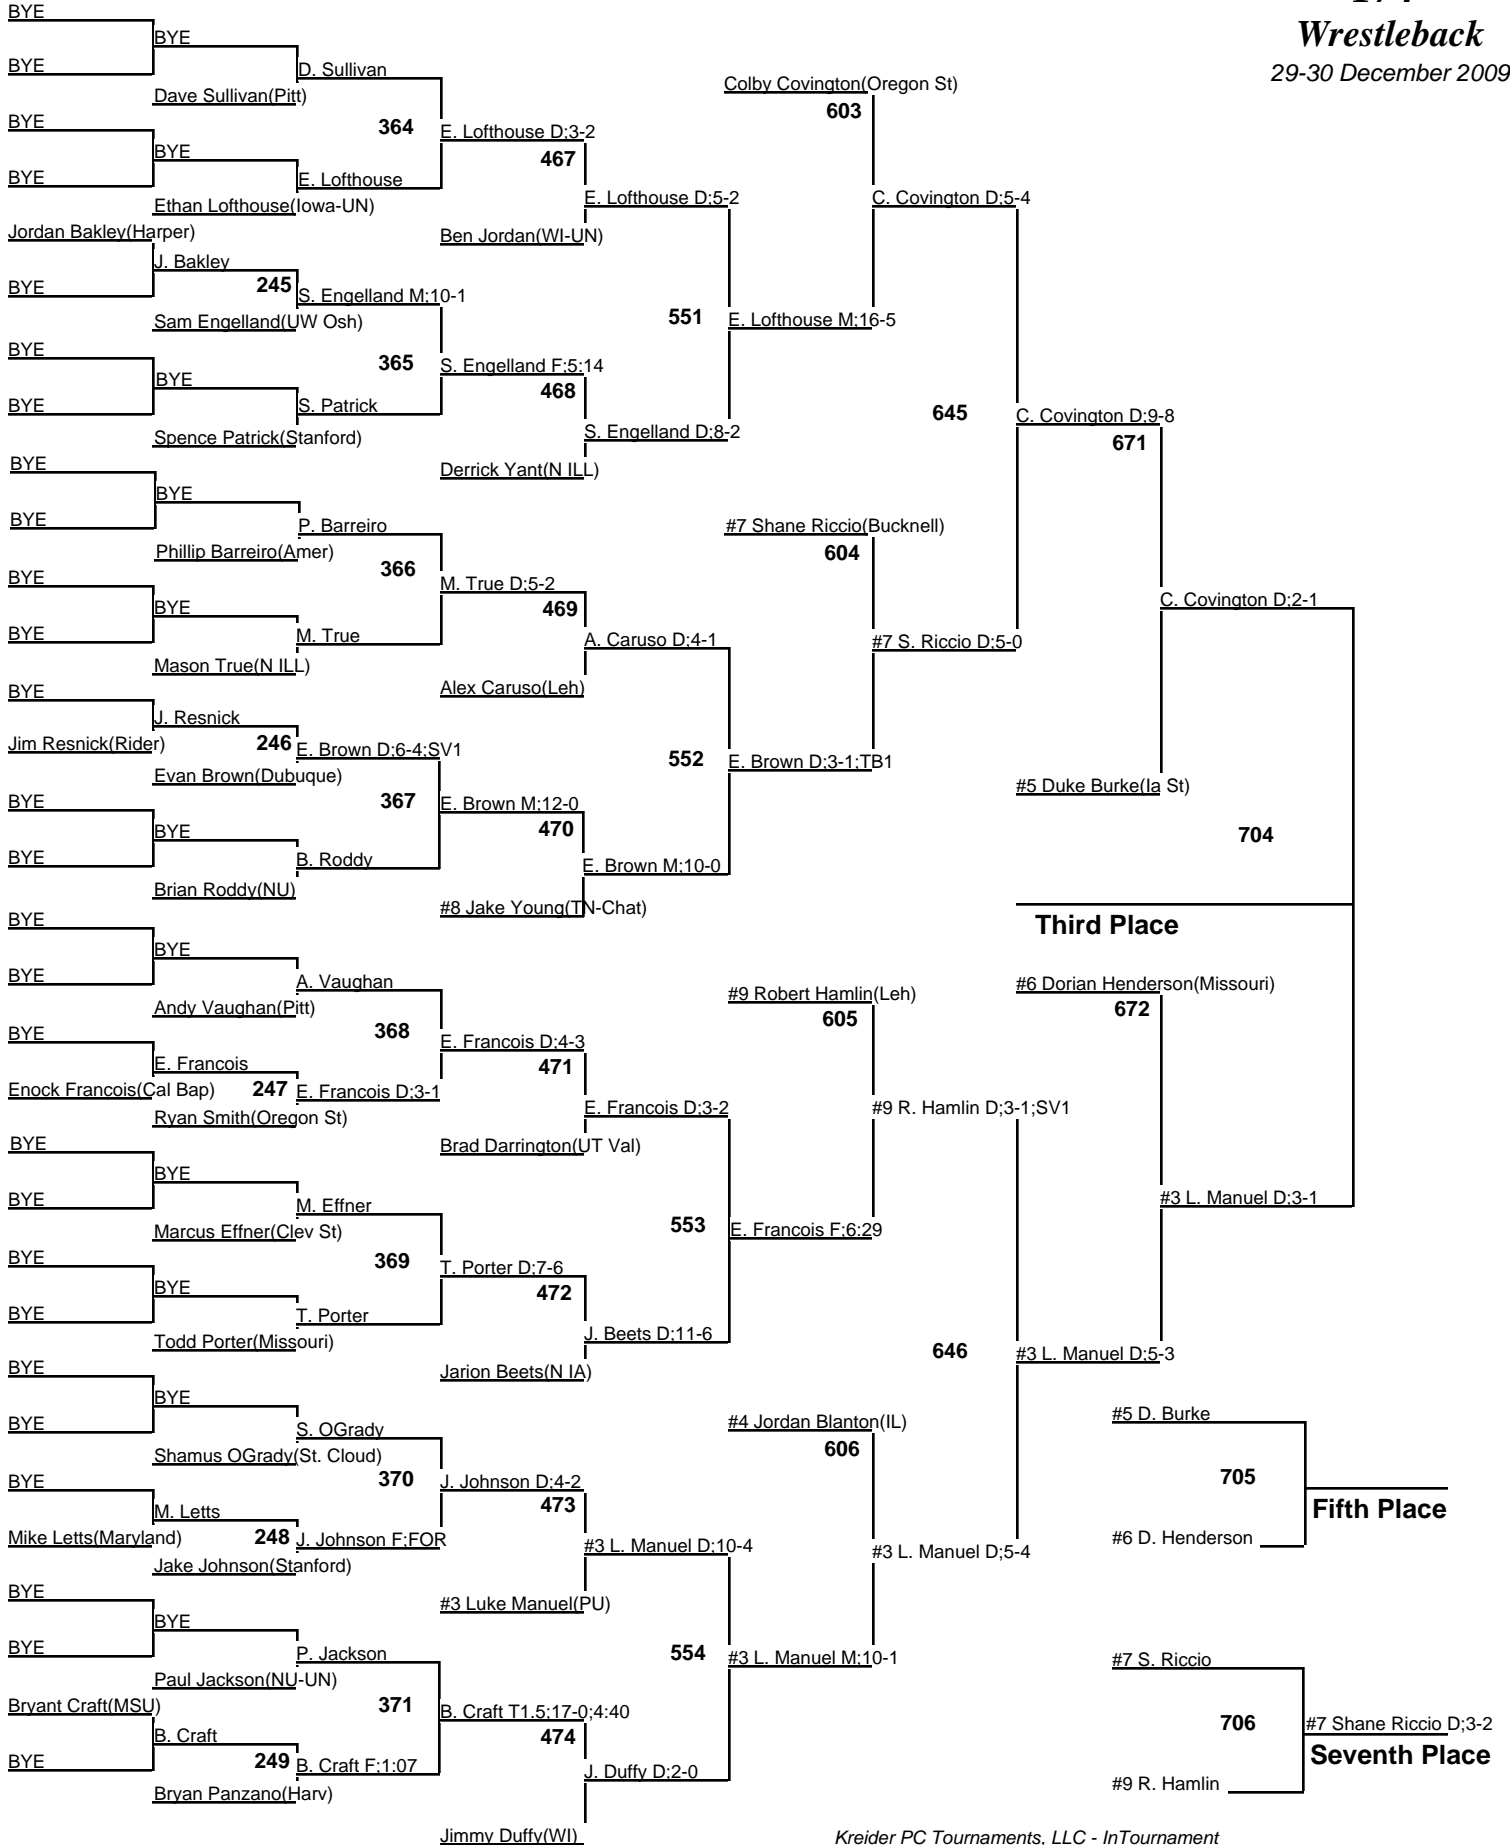 Wrestleback
29-30 December 2009
BYE
BYE
BYE
D. Sullivan
Dave Sullivan(Pitt)
364
BYE
BYE
BYE
E. Lofthouse
Ethan Lofthouse(Iowa-UN)
E. Lofthouse D;3-2
467
Jordan Bakley(Harper)
J. Bakley
BYE
245
S. Engelland M;10-1
Sam Engelland(UW Osh)
365
BYE
BYE
BYE
S. Patrick
Spence Patrick(Stanford)
S. Engelland F;5:14
468
E. Lofthouse D;5-2
Ben Jordan(WI-UN)
551
S. Engelland D;8-2
Derrick Yant(N ILL)
E. Lofthouse M;16-5
Colby Covington(Oregon St)
603
C. Covington D;5-4
BYE
BYE
BYE
P. Barreiro
Phillip Barreiro(Amer)
366
BYE
BYE
BYE
M. True
Mason True(N ILL)
M. True D;5-2
469
A. Caruso D;4-1
Alex Caruso(Leh)
BYE
J. Resnick
Jim Resnick(Rider)
246
E. Brown D;6-4;SV1
Evan Brown(Dubuque)
367
BYE
BYE
BYE
B. Roddy
Brian Roddy(NU)
E. Brown M;12-0
470
E. Brown M;10-0
#8 Jake Young(TN-Chat)
552
E. Brown D;3-1;TB1
#7 Shane Riccio(Bucknell)
604
#7 S. Riccio D;5-0
645
C. Covington D;9-8
671
C. Covington D;2-1
#5 Duke Burke(Ia St)
704
Third Place
BYE
BYE
BYE
A. Vaughan
Andy Vaughan(Pitt)
368
BYE
E. Francois
Enock Francois(Cal Bap)
247
E. Francois D;3-1
Ryan Smith(Oregon St)
E. Francois D;4-3
471
E. Francois D;3-2
Brad Darrington(UT Val)
BYE
BYE
BYE
M. Effner
Marcus Effner(Clev St)
369
BYE
BYE
BYE
T. Porter
Todd Porter(Missouri)
T. Porter D;7-6
472
J. Beets D;11-6
Jarion Beets(N IA)
553
E. Francois F;6:29
#9 Robert Hamlin(Leh)
605
#9 R. Hamlin D;3-1;SV1
#6 Dorian Henderson(Missouri)
672
#3 L. Manuel D;3-1
646
#3 L. Manuel D;5-3
BYE
BYE
BYE
S. OGrady
Shamus OGrady(St. Cloud)
370
BYE
M. Letts
Mike Letts(Maryland)
248
J. Johnson F;FOR
Jake Johnson(Stanford)
J. Johnson D;4-2
473
#3 L. Manuel D;10-4
#3 Luke Manuel(PU)
#4 Jordan Blanton(IL)
606
#3 L. Manuel D;5-4
BYE
BYE
BYE
P. Jackson
Paul Jackson(NU-UN)
371
Bryant Craft(MSU)
B. Craft
BYE
249
B. Craft F;1:07
Bryan Panzano(Harv)
B. Craft T1.5;17-0;4:40
474
J. Duffy D;2-0
Jimmy Duffy(WI)
554
#3 L. Manuel M;10-1
#5 D. Burke
705
Fifth Place
#6 D. Henderson
#7 S. Riccio
706
#7 Shane Riccio D;3-2
Seventh Place
#9 R. Hamlin
Kreider PC Tournaments, LLC - InTournament